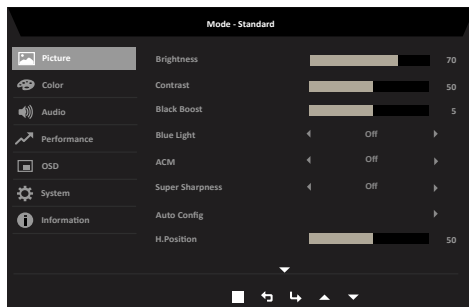 Mode - Standard
Picture
Brightness 70
Color
Contrast 50
Audio
Black Boost 5
Performance
Blue Light Off
OSD
ACM Off
System
Super Sharpness Off
Information
Auto Config
H.Position 50